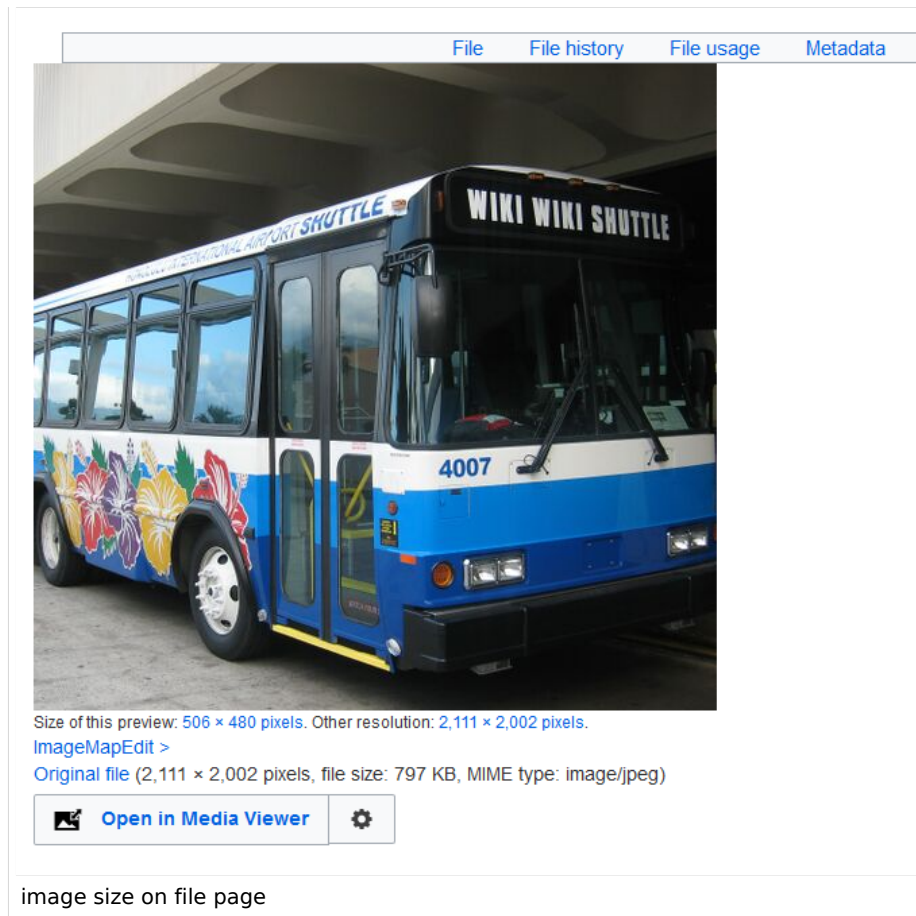 File File history File usage Metadata
WIKI WIKI SHUTTLE
HONOLULU INTERNATIONAL AIRPORT SHUTTLE
4007
Size of this preview: 506 × 480 pixels. Other resolution: 2,111 × 2,002 pixels.
ImageMapEdit >
Original file (2,111 × 2,002 pixels, file size: 797 KB, MIME type: image/jpeg)
Open in Media Viewer
image size on file page